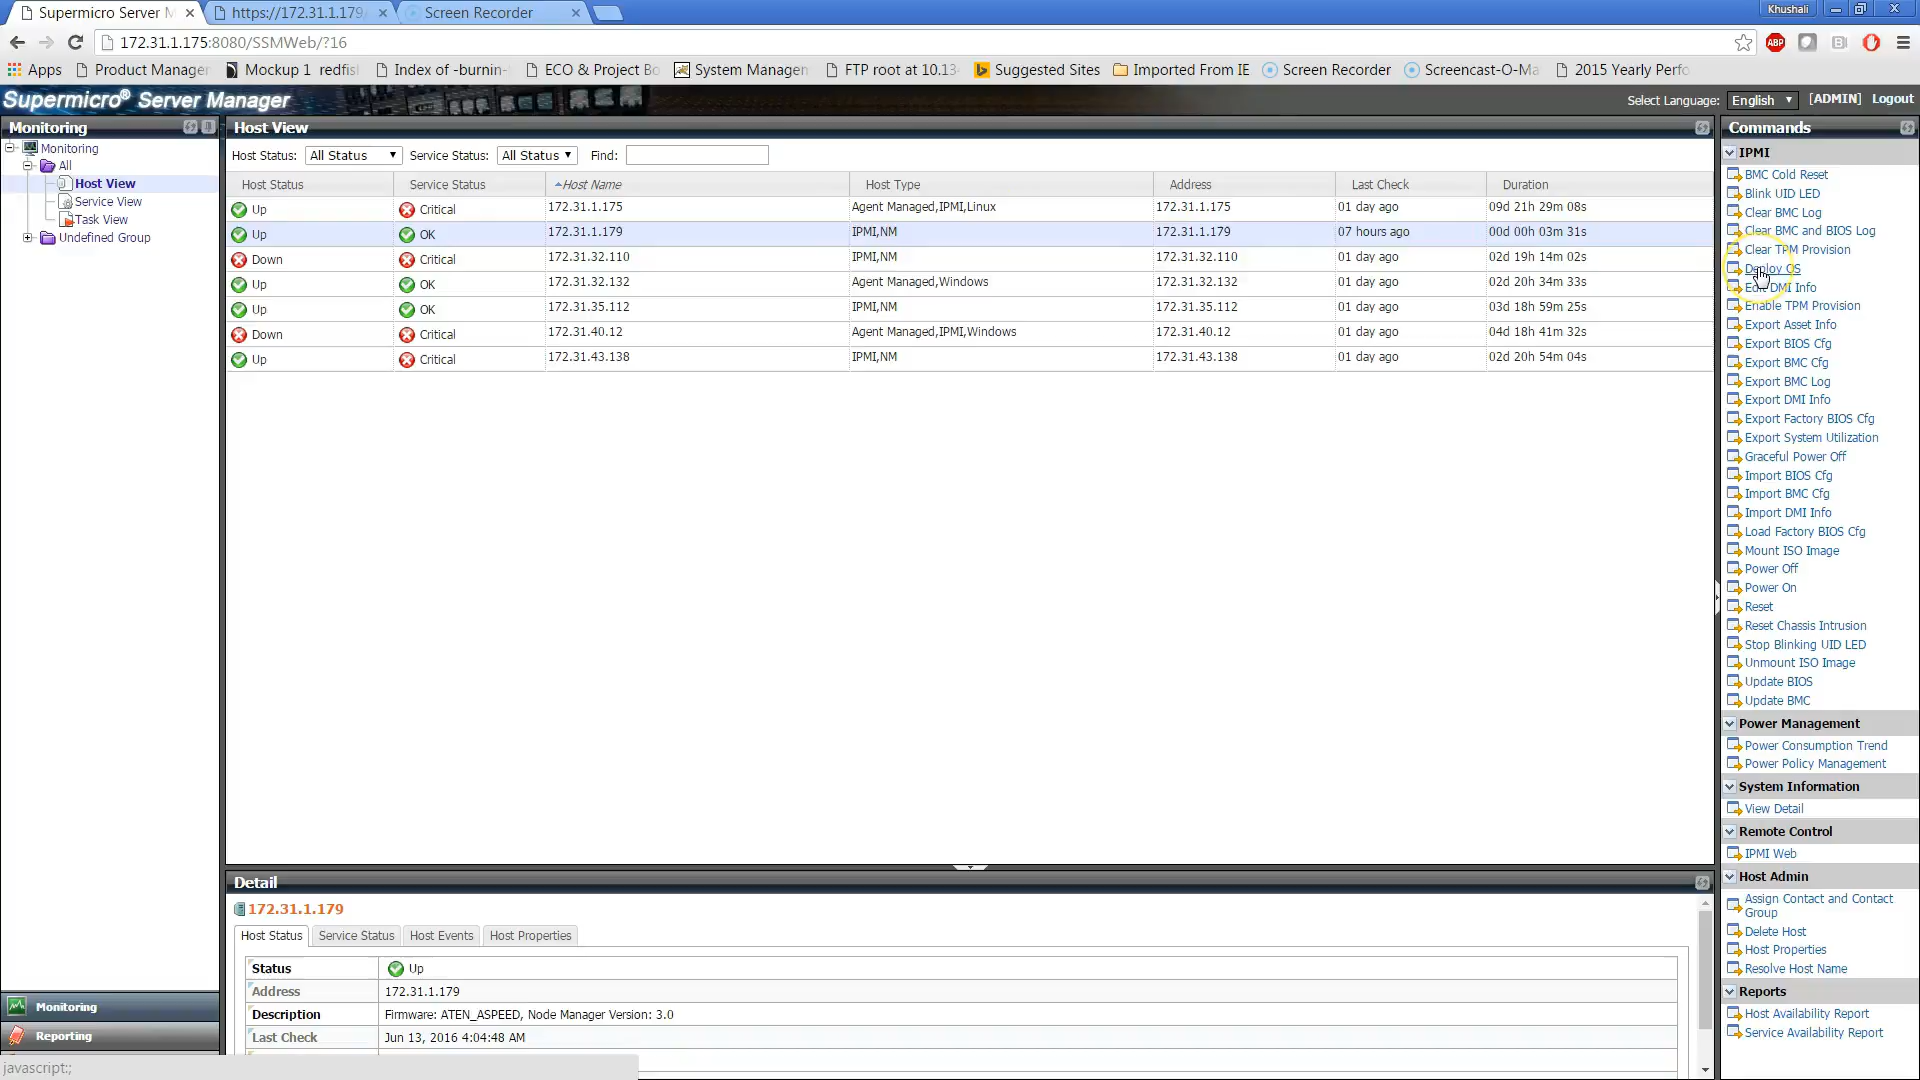 Supermicro Server M
https://172.31.1.179/
Screen Recorder
Khushali
172.31.1.175:8080/SSMWeb/?16
ABP
Apps
Product Manager
Mockup 1 redfis
Index of -burnin-
ECO & Project Bo
System Managem
FTP root at 10.13
Suggested Sites
Imported From IE
Screen Recorder
Screencast-O-Ma
2015 Yearly Perfo
Supermicro® Server Manager
Select Language: English [ADMIN] Logout
Monitoring
Monitoring
All
Host View
Service View
Task View
Undefined Group
Host View
Host Status: All Status Service Status: All Status Find:
Host Status Service Status Host Name Host Type Address Last Check Duration
Up Critical 172.31.1.175 Agent Managed,IPMI,Linux 172.31.1.175 01 day ago 09d 21h 29m 08s
Up OK 172.31.1.179 IPMI,NM 172.31.1.179 07 hours ago 00d 00h 03m 31s
Down Critical 172.31.32.110 IPMI,NM 172.31.32.110 01 day ago 02d 19h 14m 02s
Up OK 172.31.32.132 Agent Managed,Windows 172.31.32.132 01 day ago 02d 20h 34m 33s
Up OK 172.31.35.112 IPMI,NM 172.31.35.112 01 day ago 03d 18h 59m 25s
Down Critical 172.31.40.12 Agent Managed,IPMI,Windows 172.31.40.12 01 day ago 04d 18h 41m 32s
Up Critical 172.31.43.138 IPMI,NM 172.31.43.138 01 day ago 02d 20h 54m 04s
Detail
172.31.1.179
Host Status Service Status Host Events Host Properties
Status Up
Address 172.31.1.179
Description Firmware: ATEN_ASPEED, Node Manager Version: 3.0
Last Check Jun 13, 2016 4:04:48 AM
Commands
IPMI
BMC Cold Reset
Blink UID LED
Clear BMC Log
Clear BMC and BIOS Log
Clear TPM Provision
Deploy OS
Edit DMI Info
Enable TPM Provision
Export Asset Info
Export BIOS Cfg
Export BMC Cfg
Export BMC Log
Export DMI Info
Export Factory BIOS Cfg
Export System Utilization
Graceful Power Off
Import BIOS Cfg
Import BMC Cfg
Import DMI Info
Load Factory BIOS Cfg
Mount ISO Image
Power Off
Power On
Reset
Reset Chassis Intrusion
Stop Blinking UID LED
Unmount ISO Image
Update BIOS
Update BMC
Power Management
Power Consumption Trend
Power Policy Management
System Information
View Detail
Remote Control
IPMI Web
Host Admin
Assign Contact and Contact
Group
Delete Host
Host Properties
Resolve Host Name
Reports
Host Availability Report
Service Availability Report
Monitoring
Reporting
javascript:;